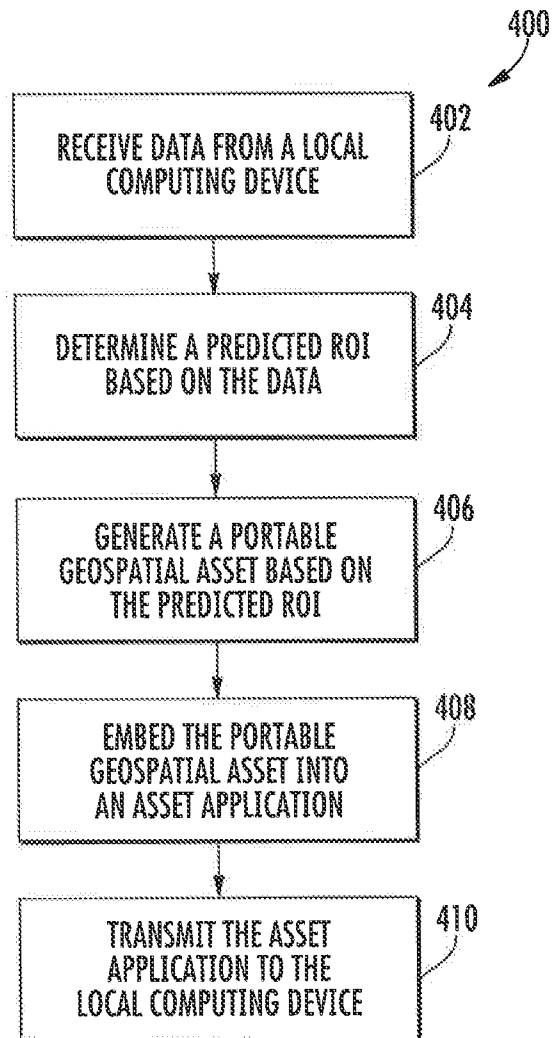 400
402
RECEIVE DATA FROM A LOCAL
COMPUTING DEVICE
404
DETERMINE A PREDICTED ROI
BASED ON THE DATA
406
GENERATE A PORTABLE
GEOSPATIAL ASSET BASED ON
THE PREDICTED ROI
408
EMBED THE PORTABLE
GEOSPATIAL ASSET INTO
AN ASSET APPLICATION
410
TRANSMIT THE ASSET
APPLICATION TO THE
LOCAL COMPUTING DEVICE